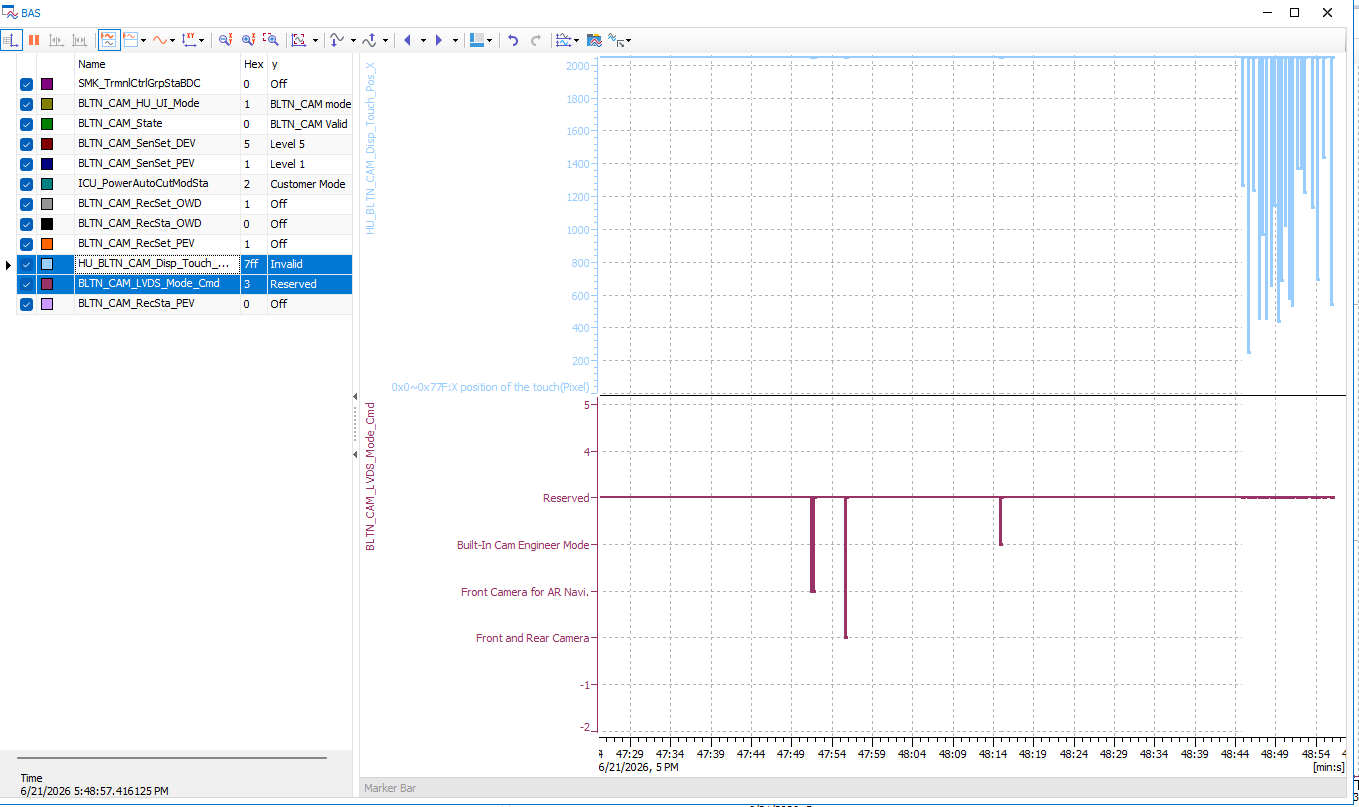 BAS
Name Hex y
SMK_TrmnlCtrlGrpStaBDC 0 Off
BLTN_CAM_HU_UI_Mode 1 BLTN_CAM mode
BLTN_CAM_State 0 BLTN_CAM Valid
BLTN_CAM_SenSet_DEV 5 Level 5
BLTN_CAM_SenSet_PEV 1 Level 1
ICU_PowerAutoCutModSta 2 Customer Mode
BLTN_CAM_RecSet_OWD 1 Off
BLTN_CAM_RecSta_OWD 0 Off
BLTN_CAM_RecSet_PEV 1 Off
HU_BLTN_CAM_Disp_Touch_... 7ff Invalid
BLTN_CAM_LVDS_Mode_Cmd 3 Reserved
BLTN_CAM_RecSta_PEV 0 Off
Time
6/21/2026 5:48:57.416125 PM
HU_BLTN_CAM_Disp_Touch_Pos_X
2000
1800
1600
1400
1200
1000
800
600
400
200
0x0~0x77F:X position of the touch(Pixel)
BLTN_CAM_LVDS_Mode_Cmd
5
4
Reserved
Built-In Cam Engineer Mode
Front Camera for AR Navi.
Front and Rear Camera
-1
-2
47:29 47:34 47:39 47:44 47:49 47:54 47:59 48:04 48:09 48:14 48:19 48:24 48:29 48:34 48:39 48:44 48:49 48:54
6/21/2026, 5 PM [min:s]
Marker Bar